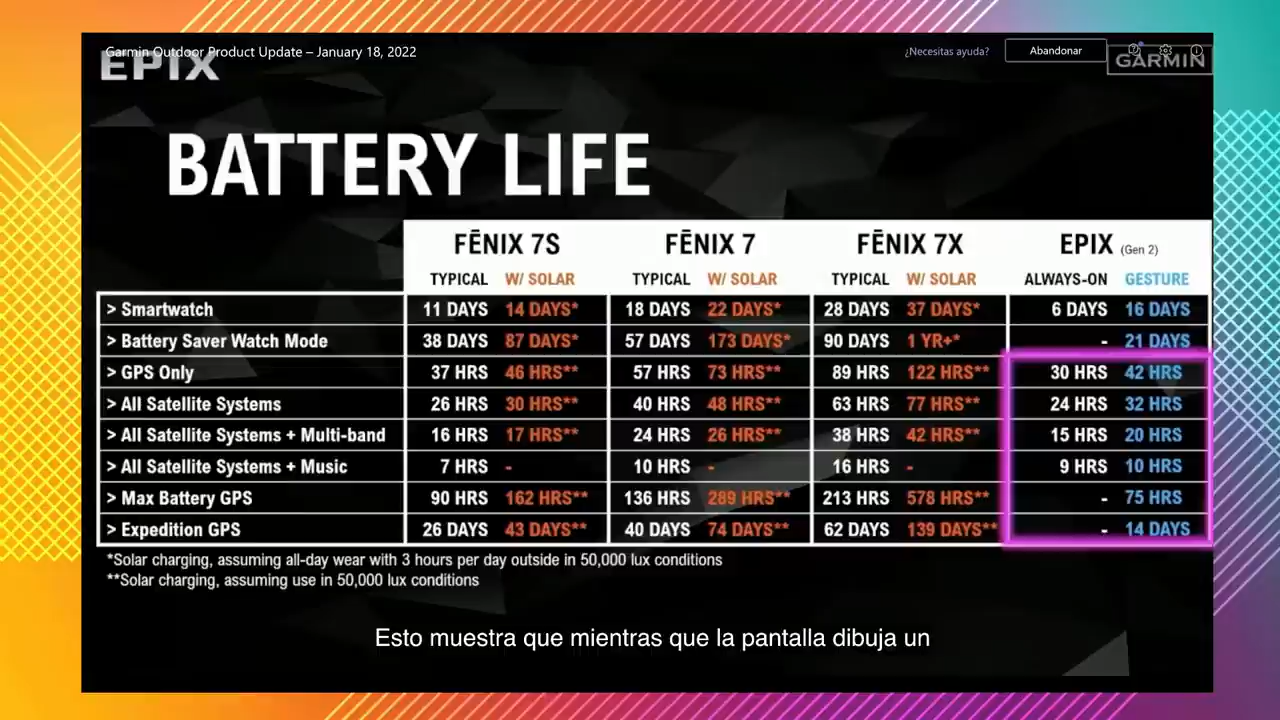 Garmin Outdoor Product Update – January 18, 2022 ¿Necesitas ayuda? Abandonar
EPIX GARMIN
BATTERY LIFE
FĒNIX 7S FĒNIX 7 FĒNIX 7X EPIX (Gen 2)
TYPICAL W/ SOLAR TYPICAL W/ SOLAR TYPICAL W/ SOLAR ALWAYS-ON GESTURE
> Smartwatch 11 DAYS 14 DAYS* 18 DAYS 22 DAYS* 28 DAYS 37 DAYS* 6 DAYS 16 DAYS
> Battery Saver Watch Mode 38 DAYS 87 DAYS* 57 DAYS 173 DAYS* 90 DAYS 1 YR+* - 21 DAYS
> GPS Only 37 HRS 46 HRS** 57 HRS 73 HRS** 89 HRS 122 HRS** 30 HRS 42 HRS
> All Satellite Systems 26 HRS 30 HRS** 40 HRS 48 HRS** 63 HRS 77 HRS** 24 HRS 32 HRS
> All Satellite Systems + Multi-band 16 HRS 17 HRS** 24 HRS 26 HRS** 38 HRS 42 HRS** 15 HRS 20 HRS
> All Satellite Systems + Music 7 HRS - 10 HRS - 16 HRS - 9 HRS 10 HRS
> Max Battery GPS 90 HRS 162 HRS** 136 HRS 289 HRS** 213 HRS 578 HRS** - 75 HRS
> Expedition GPS 26 DAYS 43 DAYS** 40 DAYS 74 DAYS** 62 DAYS 139 DAYS** - 14 DAYS
*Solar charging, assuming all-day wear with 3 hours per day outside in 50,000 lux conditions
**Solar charging, assuming use in 50,000 lux conditions
Esto muestra que mientras que la pantalla dibuja un